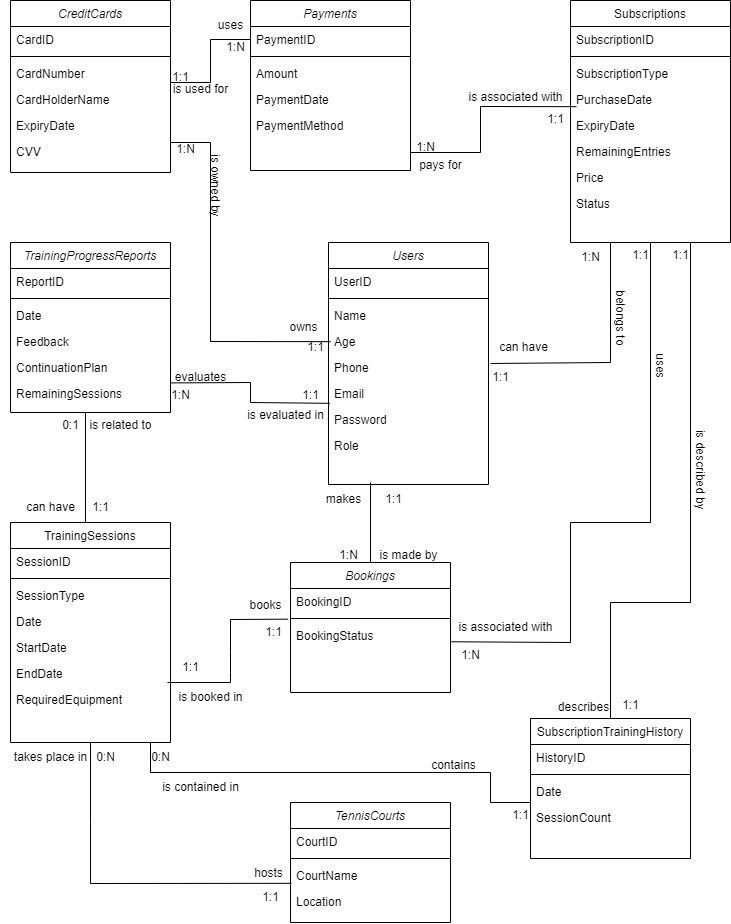 CreditCards
CardID
CardNumber
CardHolderName
ExpiryDate
CVV
uses
1:N
1:1
is used for
1:N
is owned by
Payments
PaymentID
Amount
PaymentDate
PaymentMethod
1:N
pays for
is associated with
1:1
Subscriptions
SubscriptionID
SubscriptionType
PurchaseDate
ExpiryDate
RemainingEntries
Price
Status
1:N
1:1
1:1
belongs to
uses
is described by
TrainingProgressReports
ReportID
Date
Feedback
ContinuationPlan
RemainingSessions
evaluates
1:N
0:1
is related to
owns
1:1
1:1
is evaluated in
Users
UserID
Name
Age
Phone
Email
Password
Role
can have
1:1
makes
1:1
1:N
is made by
can have
1:1
TrainingSessions
SessionID
SessionType
Date
StartDate
EndDate
RequiredEquipment
books
1:1
1:1
is booked in
Bookings
BookingID
BookingStatus
is associated with
1:N
describes
1:1
SubscriptionTrainingHistory
HistoryID
Date
SessionCount
takes place in
0:N
0:N
is contained in
contains
1:1
TennisCourts
CourtID
CourtName
Location
hosts
1:1